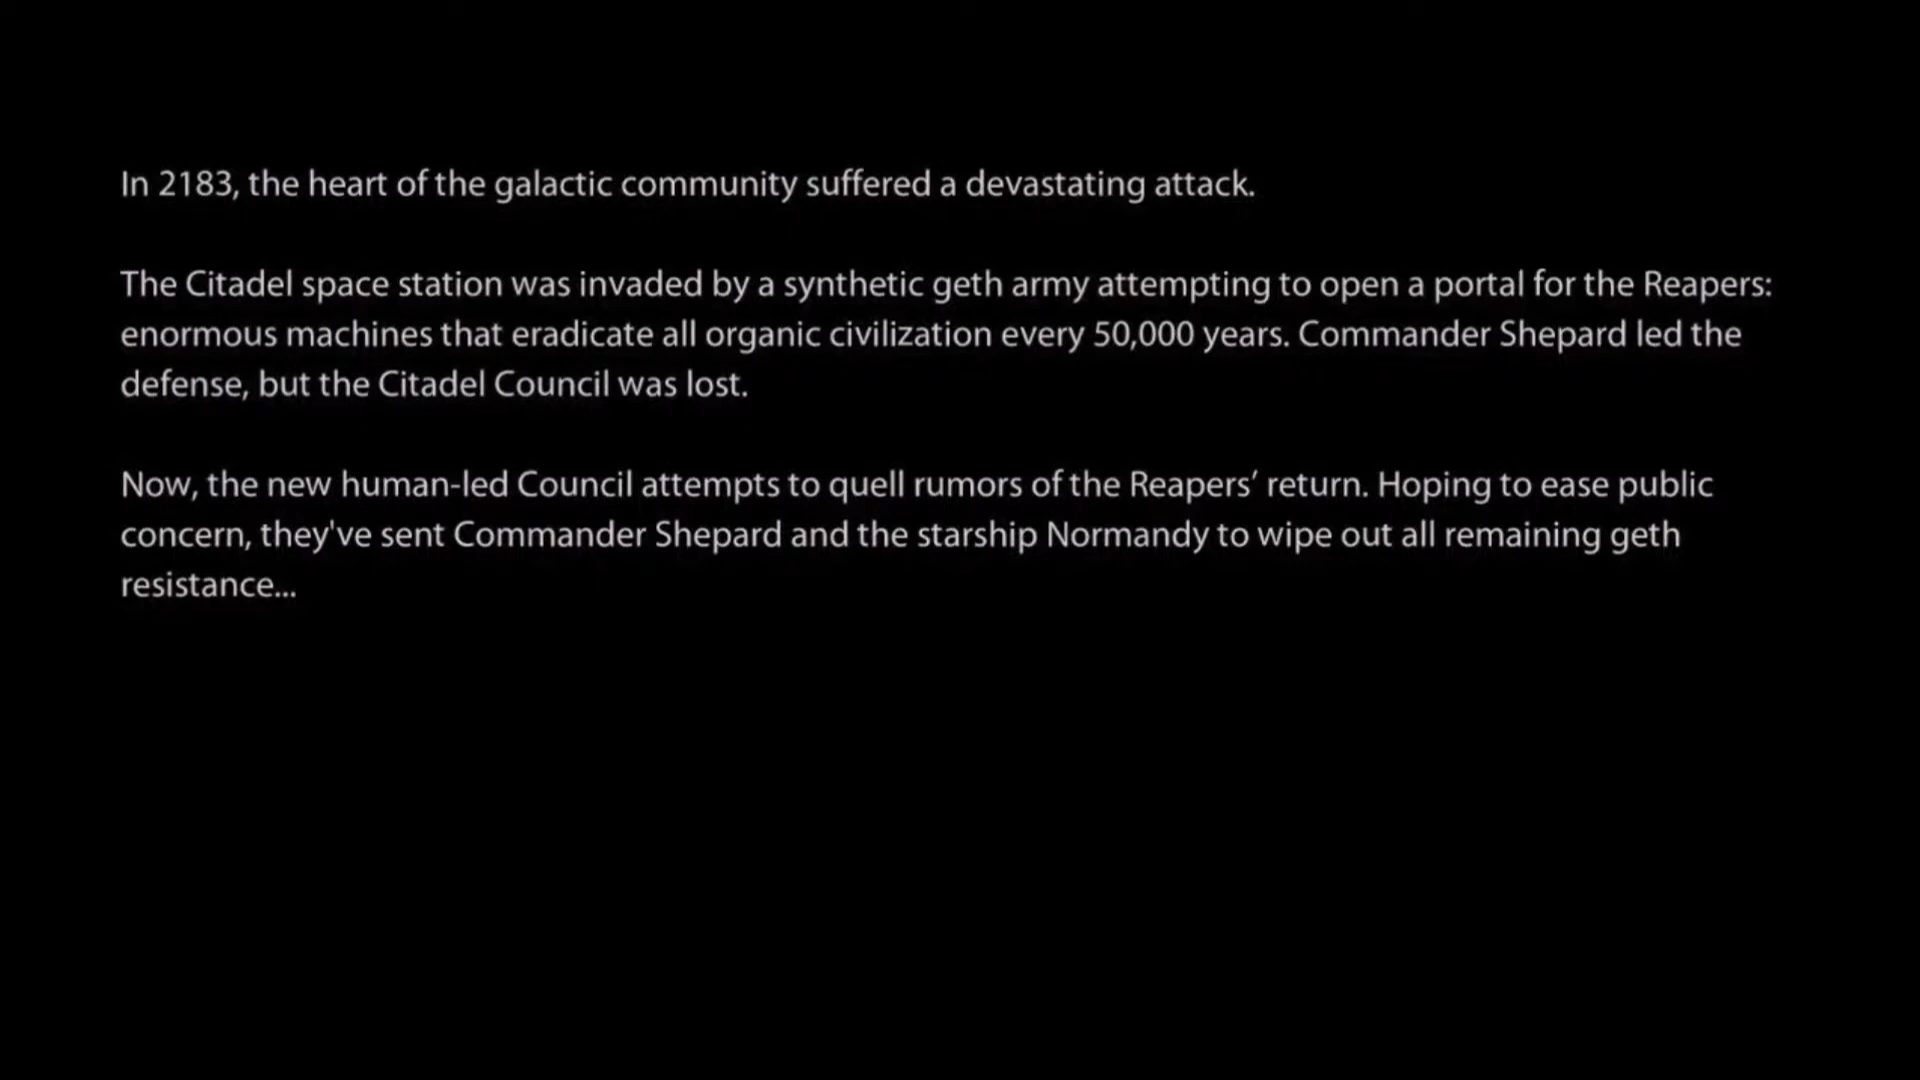 In 2183, the heart of the galactic community suffered a devastating attack.
The Citadel space station was invaded by a synthetic geth army attempting to open a portal for the Reapers:
enormous machines that eradicate all organic civilization every 50,000 years. Commander Shepard led the
defense, but the Citadel Council was lost.
Now, the new human-led Council attempts to quell rumors of the Reapers’ return. Hoping to ease public
concern, they've sent Commander Shepard and the starship Normandy to wipe out all remaining geth
resistance...